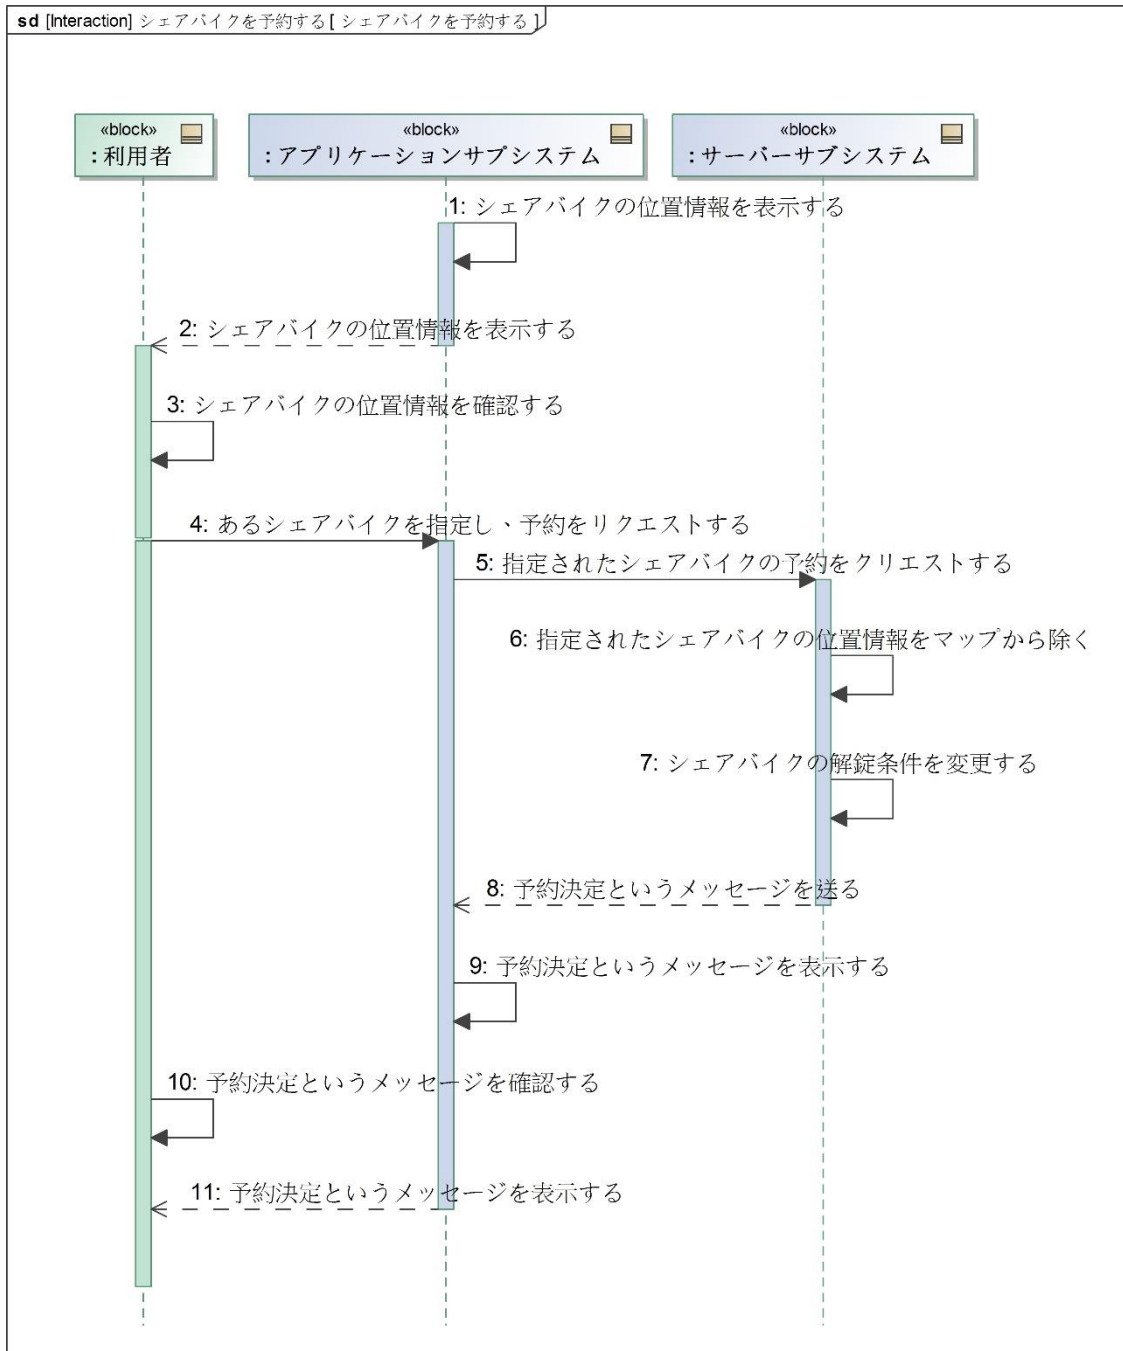 sd [Interaction] シェアバイクを予約する [ シェアバイクを予約する ]
«block»
: 利用者
«block»
: アプリケーションサブシステム
«block»
: サーバーサブシステム
1: シェアバイクの位置情報を表示する
2: シェアバイクの位置情報を表示する
3: シェアバイクの位置情報を確認する
4: あるシェアバイクを指定し、予約をリクエストする
5: 指定されたシェアバイクの予約をクリエストする
6: 指定されたシェアバイクの位置情報をマップから除く
7: シェアバイクの解錠条件を変更する
8: 予約決定というメッセージを送る
9: 予約決定というメッセージを表示する
10: 予約決定というメッセージを確認する
11: 予約決定というメッセージを表示する